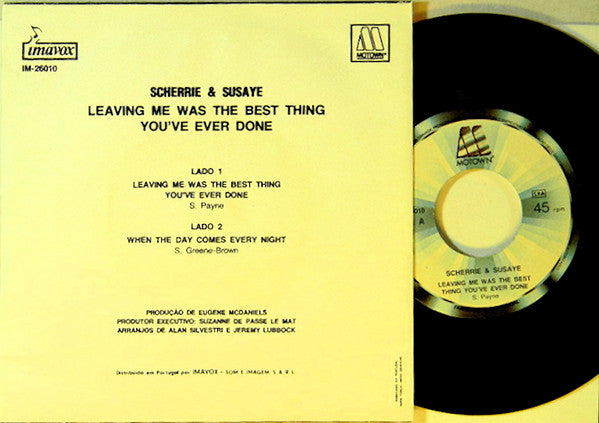 imavox
IM-26010
M
MOTOWN
SCHERRIE & SUSAYE
LEAVING ME WAS THE BEST THING
YOU'VE EVER DONE
LADO 1
LEAVING ME WAS THE BEST THING
YOU'VE EVER DONE
S. Payne
LADO 2
WHEN THE DAY COMES EVERY NIGHT
S. Greene-Brown
PRODUÇÃO DE EUGENE MCDANIELS
PRODUTOR EXECUTIVO: SUZANNE DE PASSE LE MAT
ARRANJOS DE ALAN SILVESTRI E JEREMY LUBBOCK
Distribuído em Portugal por IMAVOX - SOM E IMAGEM S.A.R.L.
MOTOWN
A
45 rpm
SCHERRIE & SUSAYE
LEAVING ME WAS THE BEST
THING YOU'VE EVER DONE
S. Payne